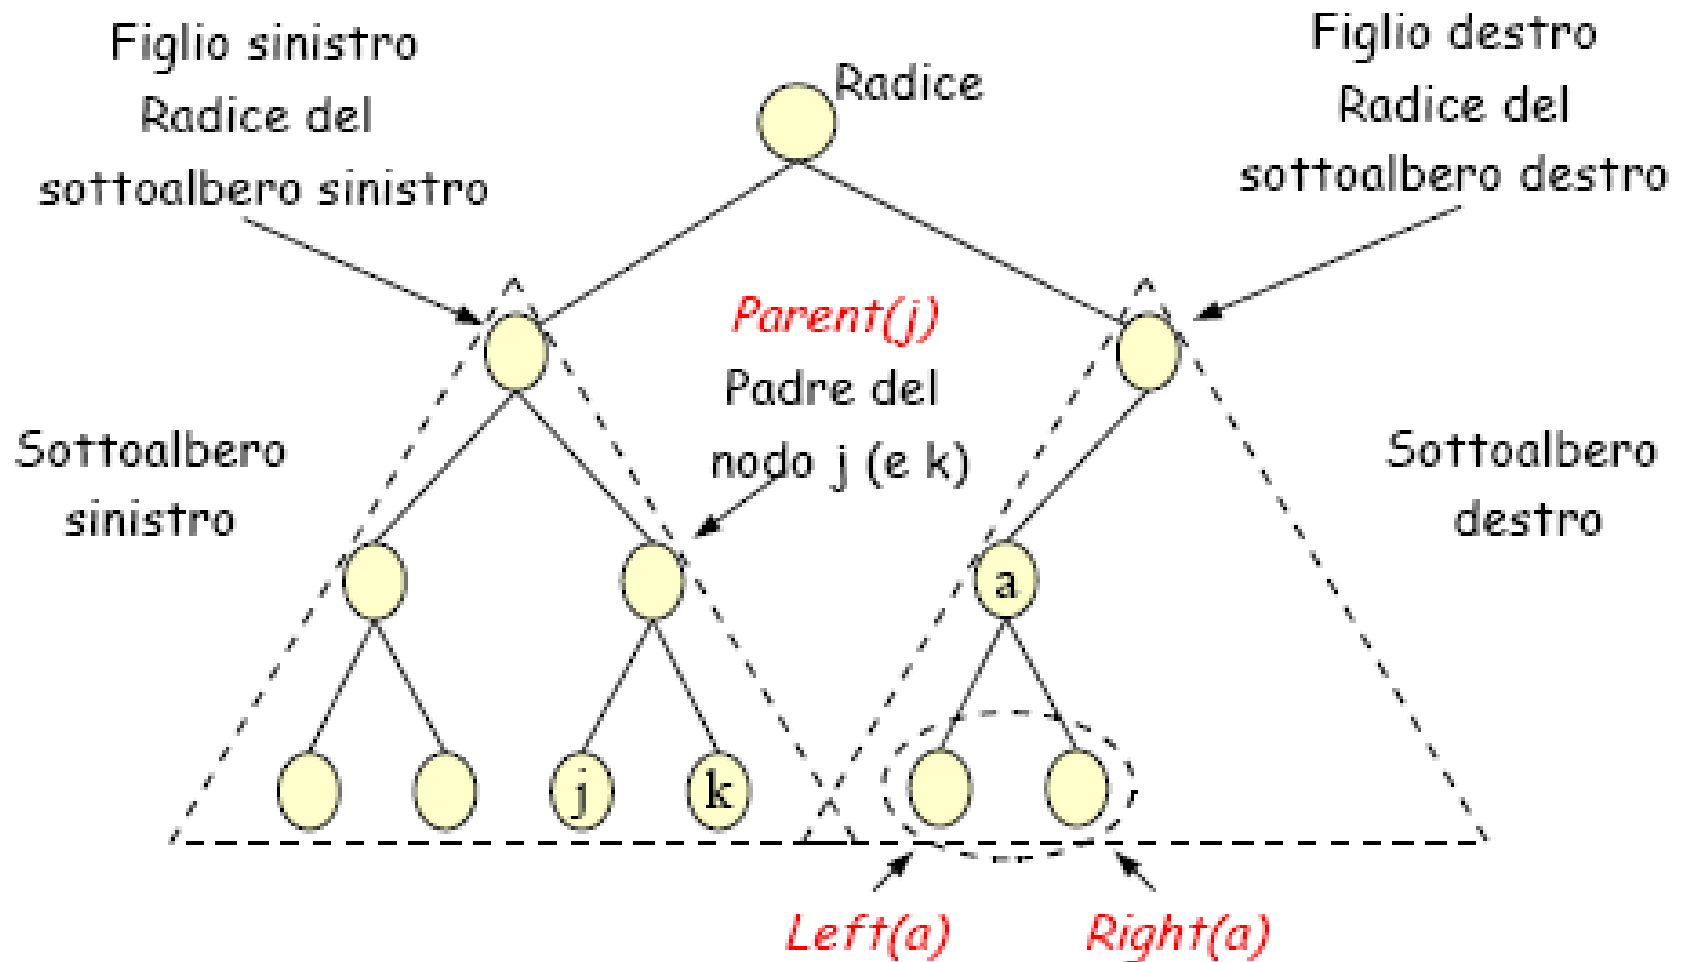 Figlio sinistro
Radice del
sottoalbero sinistro
Radice
Figlio destro
Radice del
sottoalbero destro
Parent(j)
Padre del
nodo j (e k)
Sottoalbero
sinistro
Sottoalbero
destro
a
j
k
Left(a)
Right(a)